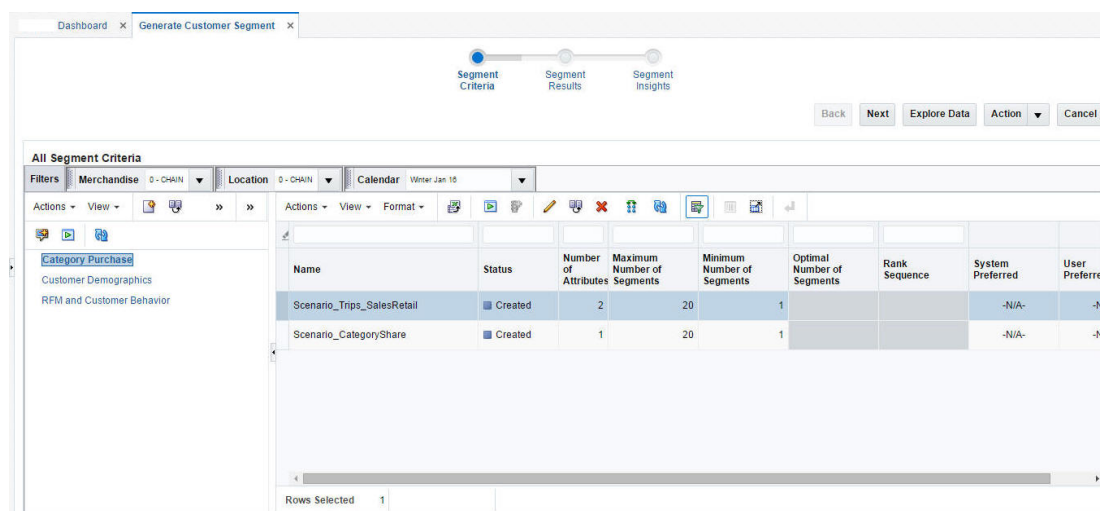 Dashboard × Generate Customer Segment ×
Segment Criteria
Segment Results
Segment Insights
Back Next Explore Data Action Cancel
All Segment Criteria
Filters Merchandise 0 - CHAIN Location 0 - CHAIN Calendar Winter Jan 16
Actions View » » Actions View Format
Category Purchase
Customer Demographics
RFM and Customer Behavior
Name Status Number of Attributes Maximum Number of Segments Minimum Number of Segments Optimal Number of Segments Rank Sequence System Preferred User Preferre
Scenario_Trips_SalesRetail Created 2 20 1 -N/A- -N
Scenario_CategoryShare Created 1 20 1 -N/A- -N
Rows Selected 1